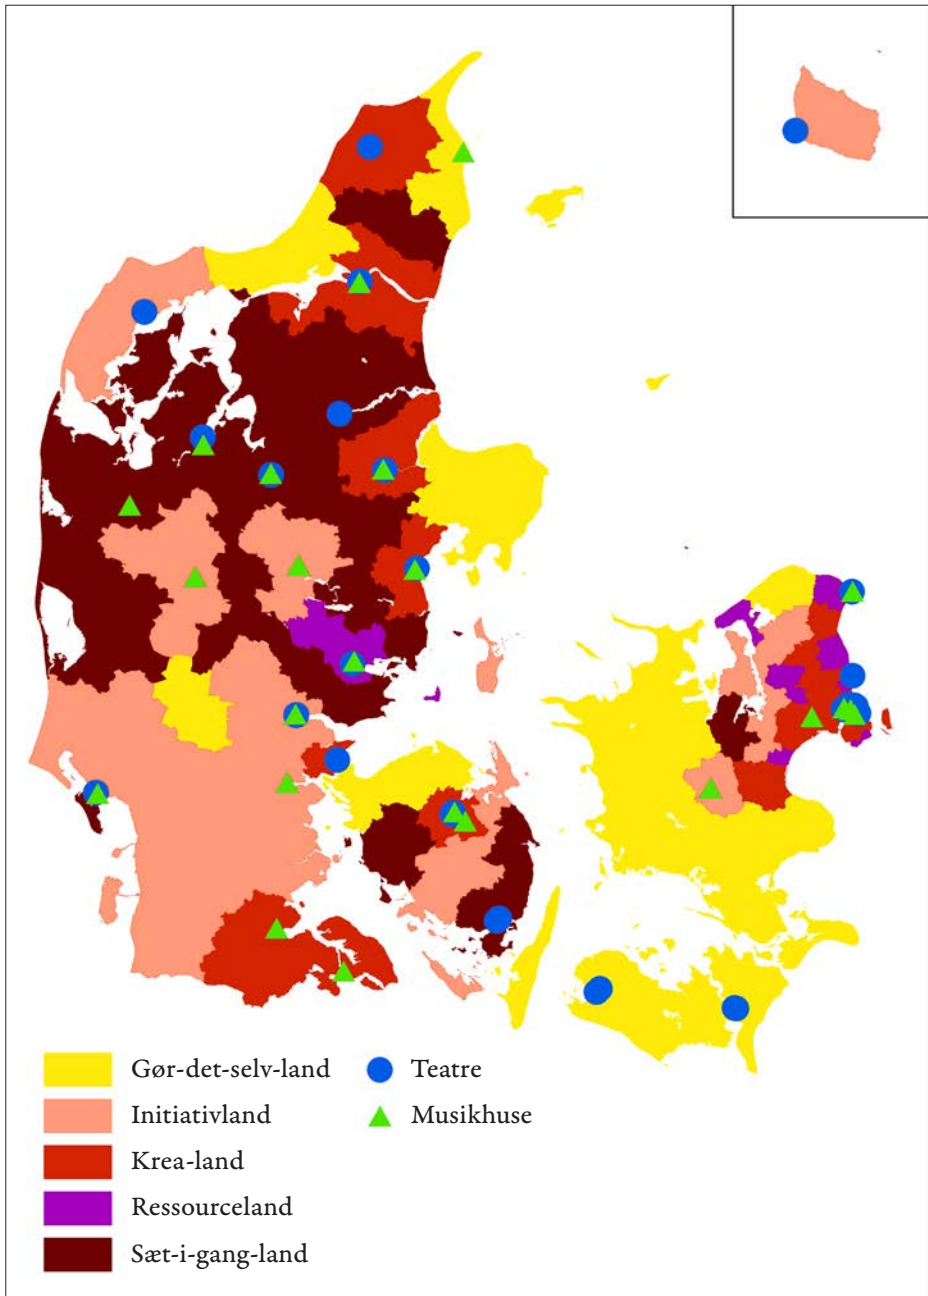 Gør-det-selv-land
Initiativland
Krea-land
Ressourceland
Sæt-i-gang-land
Teatre
Musikhuse